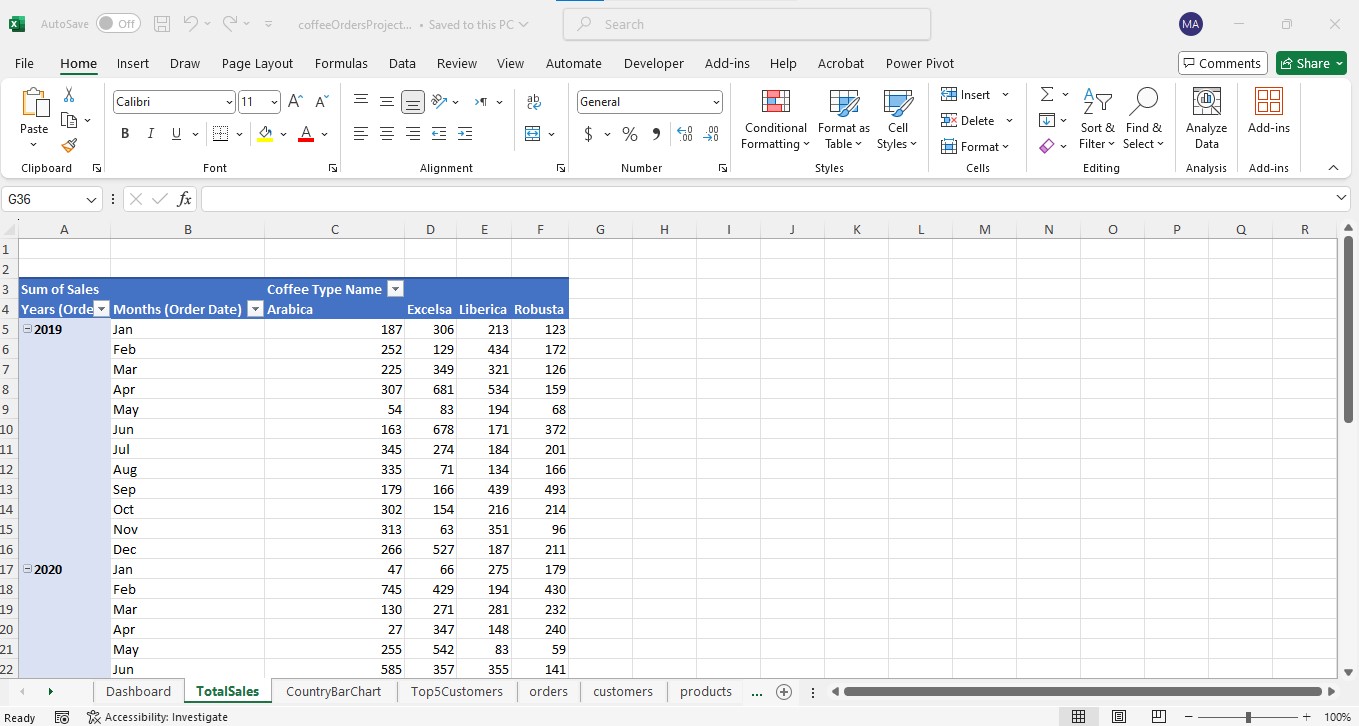 AutoSave Off coffeeOrdersProject... • Saved to this PC Search MA
File Home Insert Draw Page Layout Formulas Data Review View Automate Developer Add-ins Help Acrobat Power Pivot Comments Share
Calibri 11 General Insert
Paste B I U A $ % Conditional Formatting Format as Table Cell Styles Delete Sort & Filter Find & Select Analyze Data Add-ins
Format
Clipboard Font Alignment Number Styles Cells Editing Analysis Add-ins
G36 fx
A B C D E F G H I J K L M N O P Q R
1
2
3 Sum of Sales Coffee Type Name
4 Years (Orde Months (Order Date) Arabica Excelsa Liberica Robusta
5 2019 Jan 187 306 213 123
6 Feb 252 129 434 172
7 Mar 225 349 321 126
8 Apr 307 681 534 159
9 May 54 83 194 68
10 Jun 163 678 171 372
11 Jul 345 274 184 201
12 Aug 335 71 134 166
13 Sep 179 166 439 493
14 Oct 302 154 216 214
15 Nov 313 63 351 96
16 Dec 266 527 187 211
17 2020 Jan 47 66 275 179
18 Feb 745 429 194 430
19 Mar 130 271 281 232
20 Apr 27 347 148 240
21 May 255 542 83 59
22 Jun 585 357 355 141
Dashboard TotalSales CountryBarChart Top5Customers orders customers products ...
Ready Accessibility: Investigate 100%